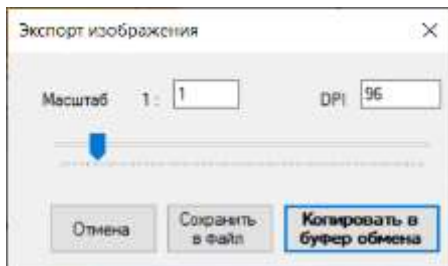 Экспорт изображения
Масштаб 1 : 1 DPI 96
Отмена
Сохранить
в файл
Копировать в
буфер обмена